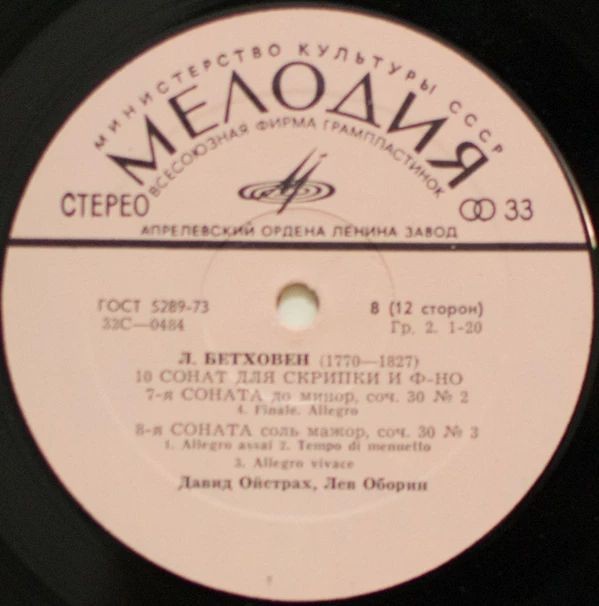 МИНИСТЕРСТВО КУЛЬТУРЫ СССР
МЕЛОДИЯ
ВСЕСОЮЗНАЯ ФИРМА ГРАМПЛАСТИНОК
СТЕРЕО 33
АПРЕЛЕВСКИЙ ОРДЕНА ЛЕНИНА ЗАВОД
ГОСТ 5289-73 8 (12 сторон)
33С—0484 Гр. 2. 1-20
Л. БЕТХОВЕН (1770—1827)
10 СОНАТ ДЛЯ СКРИПКИ И Ф-НО
7-я СОНАТА до минор, соч. 30 № 2
4. Finale. Allegro
8-я СОНАТА соль мажор, соч. 30 № 3
1. Allegro assai 2. Tempo di menuetto
3. Allegro vivace
Давид Ойстрах, Лев Оборин